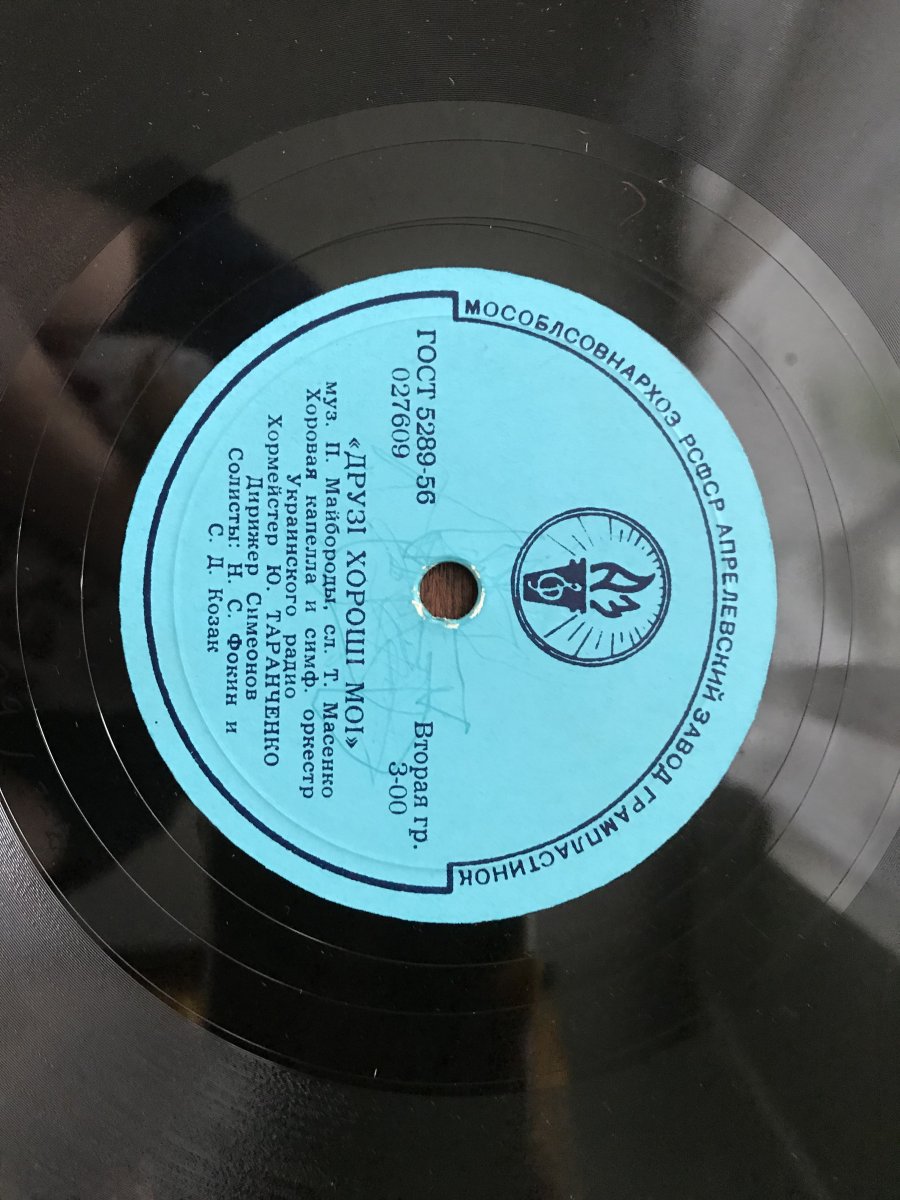 МОСОБЛСОВНАРХОЗ РСФСР АПРЕЛЕВСКИЙ ЗАВОД ГРАМПЛАСТИНОК
ГОСТ 5289-56
027609
Вторая гр.
3-00
«ДРУЗІ ХОРОШІ МОІ»
муз. П. Майбороды, сл. Т. Масенко
Хоровая капелла и симф. оркестр
Украинского радио
Хормейстер Ю. ТАРАНЧЕНКО
Дирижер Симеонов
Солисты: Н. С. Фокин и
С. Д. Козак